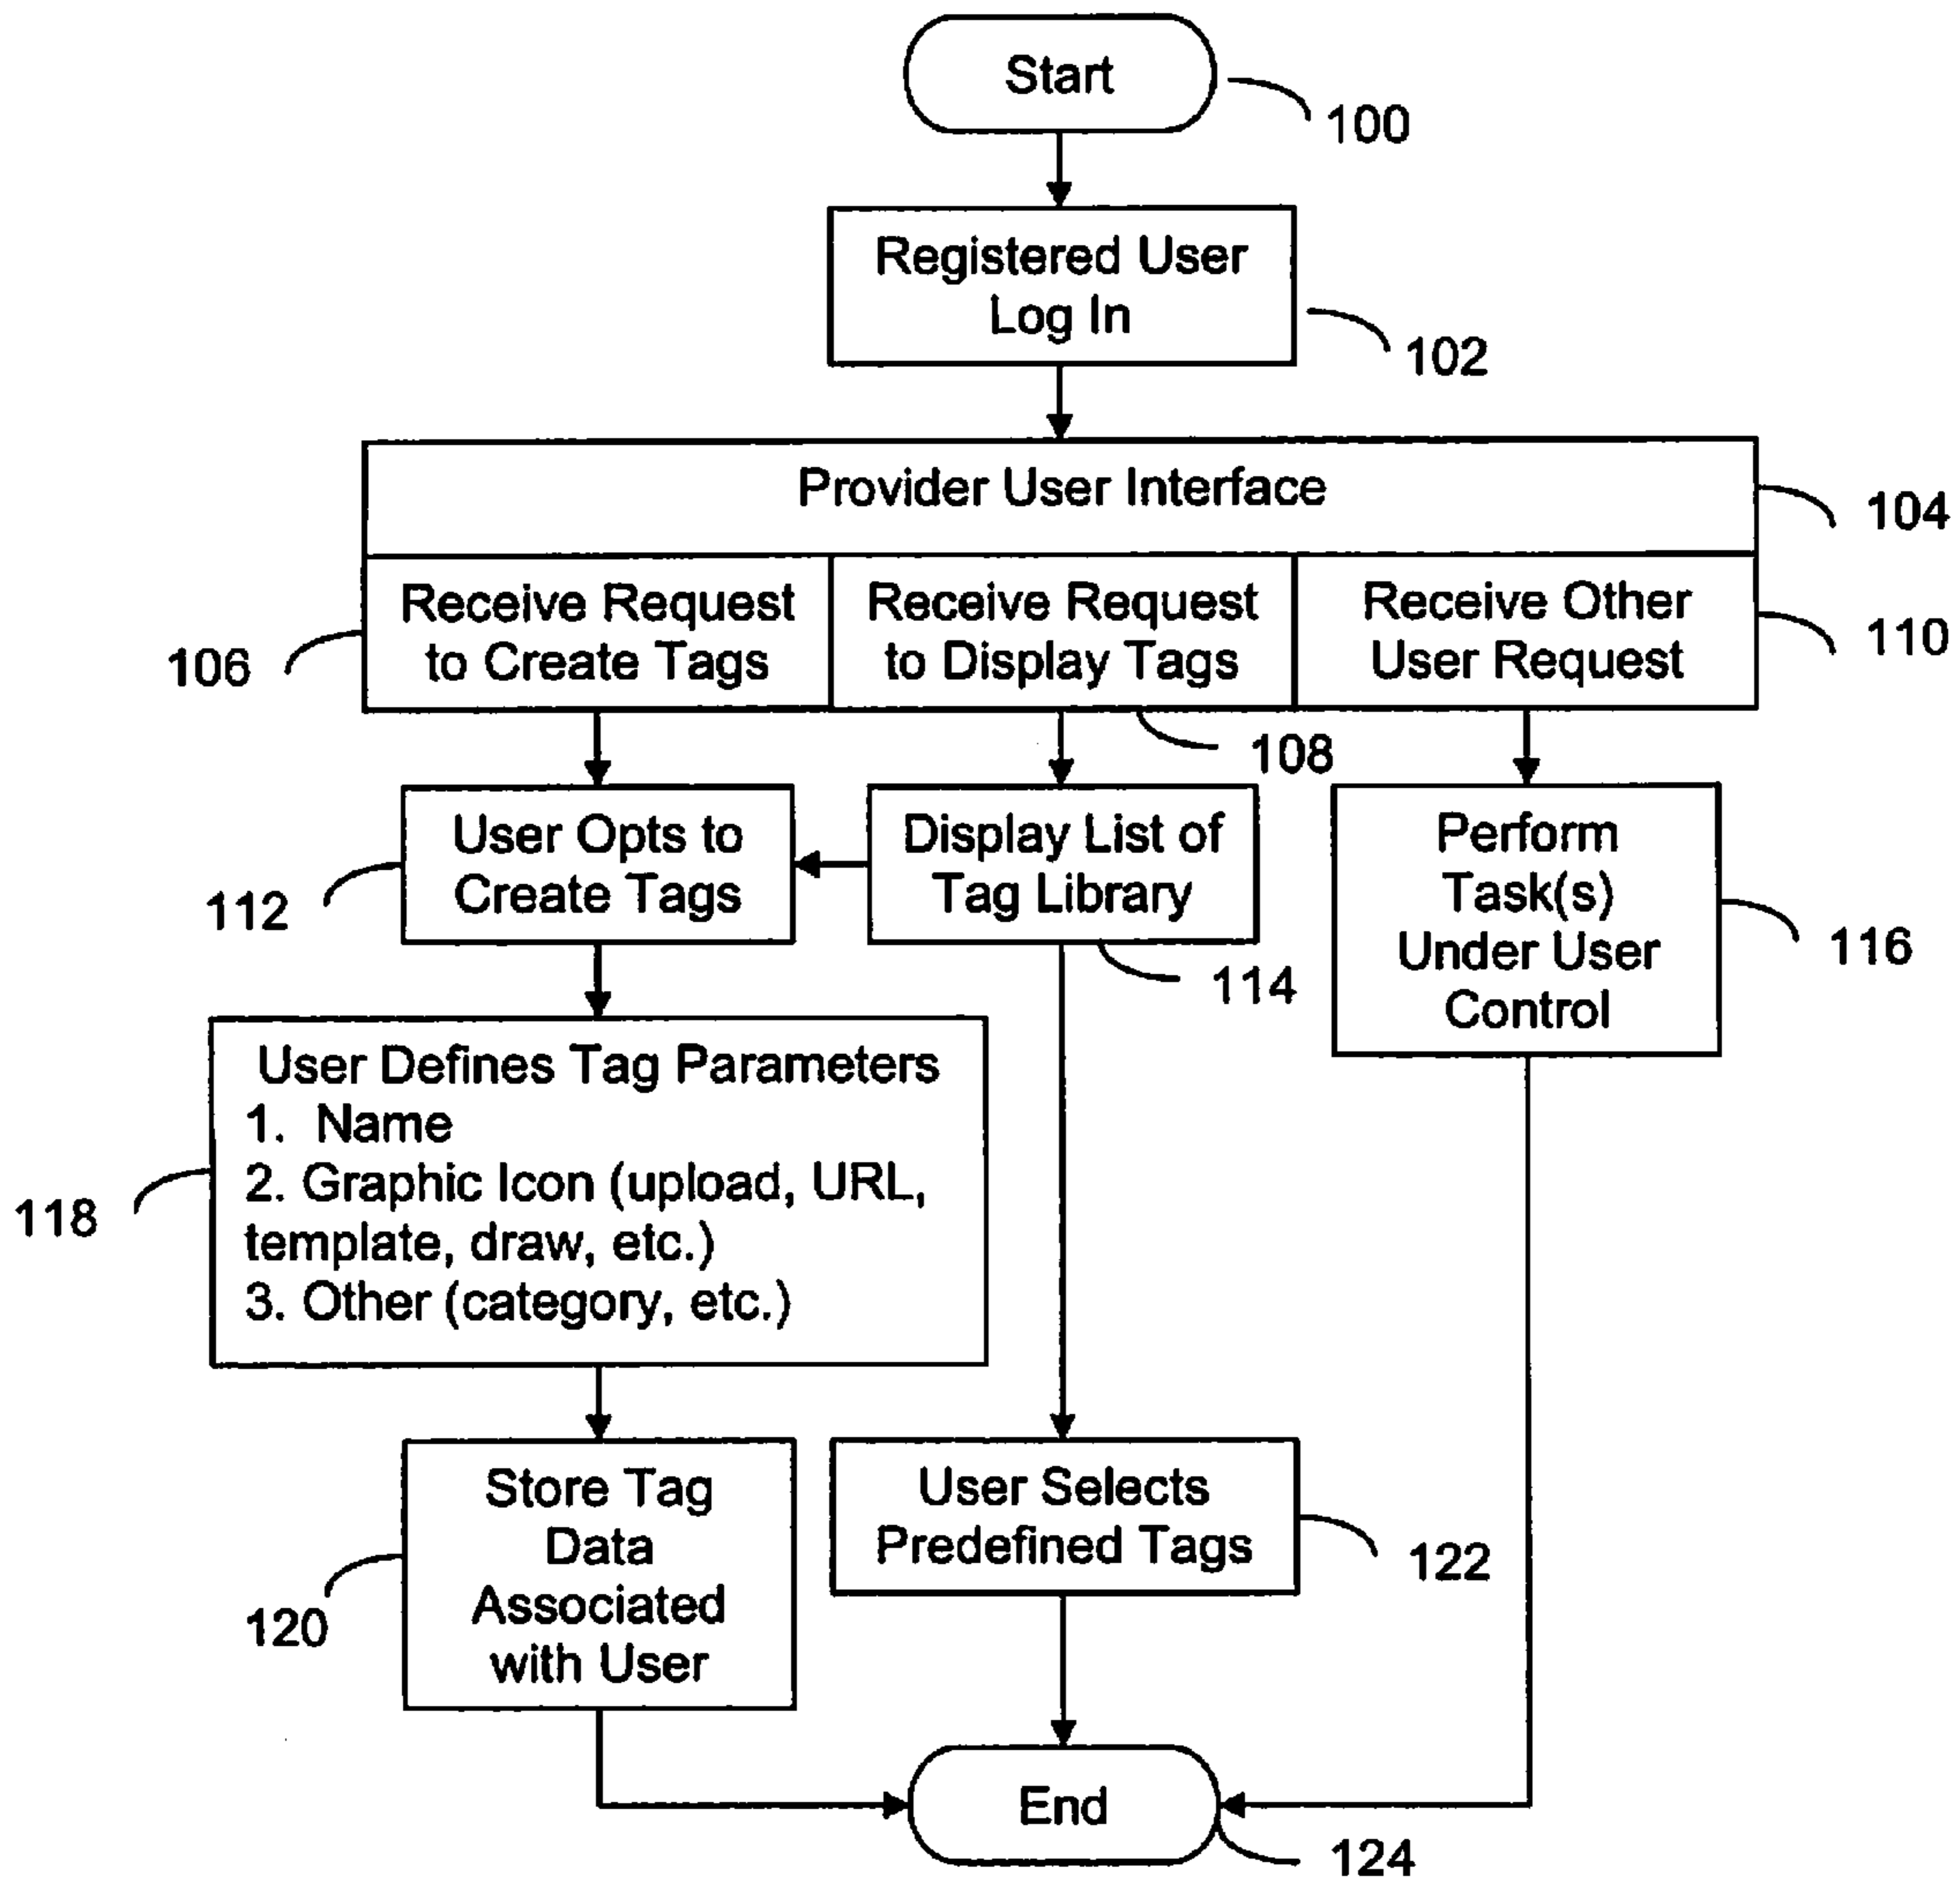 Start
100
Registered User
Log In
102
Provider User Interface
104
Receive Request
to Create Tags
106
Receive Request
to Display Tags
108
Receive Other
User Request
110
User Opts to
Create Tags
112
Display List of
Tag Library
114
Perform
Task(s)
Under User
Control
116
User Defines Tag Parameters
1. Name
2. Graphic Icon (upload, URL,
template, draw, etc.)
3. Other (category, etc.)
118
Store Tag
Data
Associated
with User
120
User Selects
Predefined Tags
122
End
124